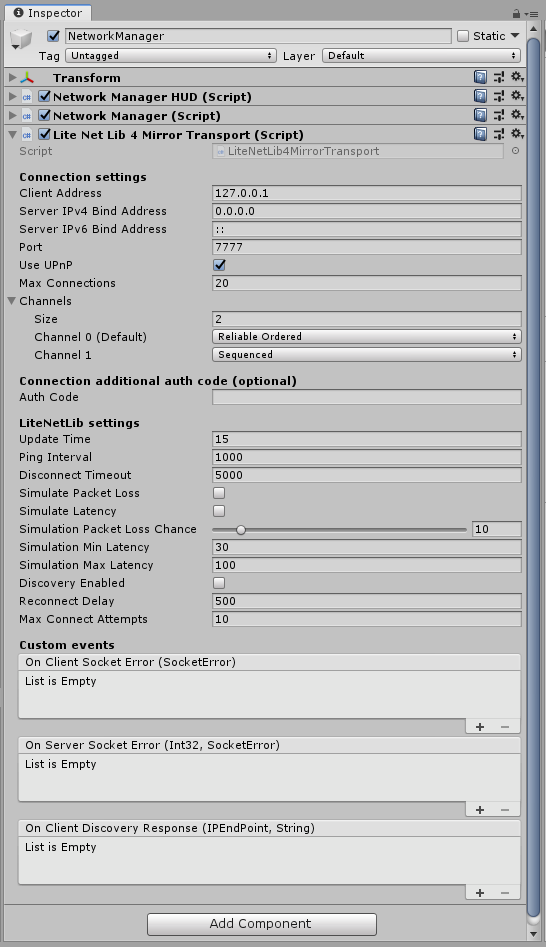 Inspector
NetworkManager Static
Tag Untagged Layer Default
Transform
Network Manager HUD (Script)
Network Manager (Script)
Lite Net Lib 4 Mirror Transport (Script)
Script LiteNetLib4MirrorTransport
Connection settings
Client Address 127.0.0.1
Server IPv4 Bind Address 0.0.0.0
Server IPv6 Bind Address ::
Port 7777
Use UPnP
Max Connections 20
Channels
Size 2
Channel 0 (Default) Reliable Ordered
Channel 1 Sequenced
Connection additional auth code (optional)
Auth Code
LiteNetLib settings
Update Time 15
Ping Interval 1000
Disconnect Timeout 5000
Simulate Packet Loss
Simulate Latency
Simulation Packet Loss Chance 10
Simulation Min Latency 30
Simulation Max Latency 100
Discovery Enabled
Reconnect Delay 500
Max Connect Attempts 10
Custom events
On Client Socket Error (SocketError)
List is Empty
+ −
On Server Socket Error (Int32, SocketError)
List is Empty
+ −
On Client Discovery Response (IPEndPoint, String)
List is Empty
+ −
Add Component